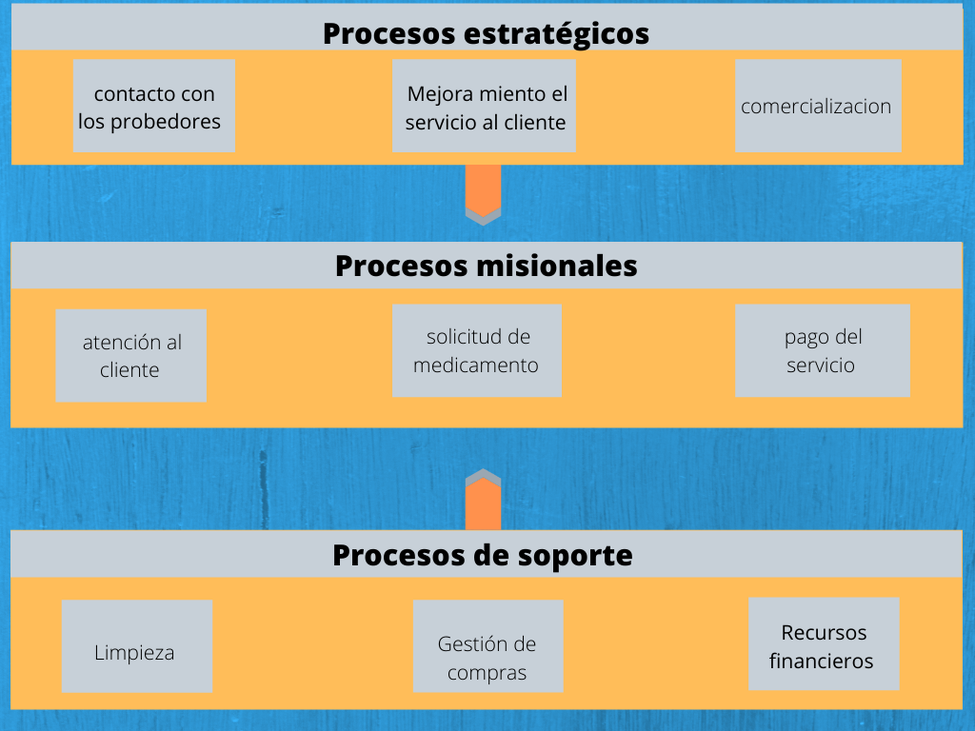 Procesos estratégicos
contacto con
los probedores
Mejora miento el
servicio al cliente
comercializacion
Procesos misionales
atención al
cliente
solicitud de
medicamento
pago del
servicio
Procesos de soporte
Limpieza
Gestión de
compras
Recursos
financieros